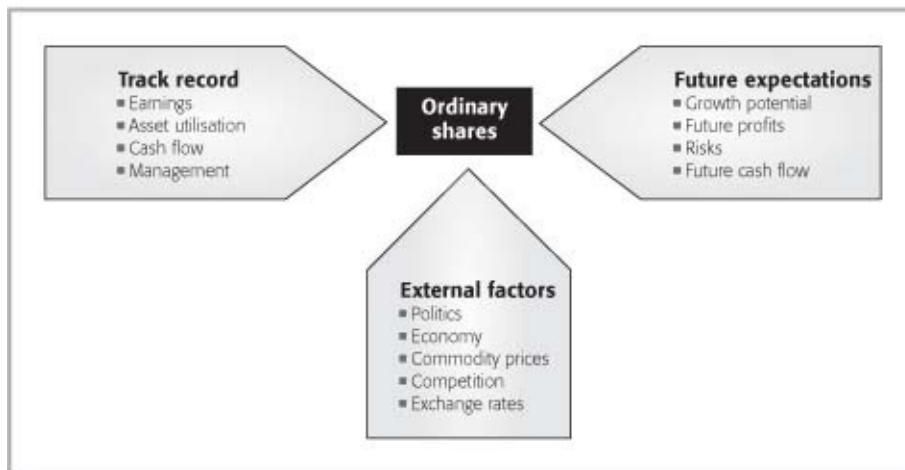 Track record
▪ Earnings
▪ Asset utilisation
▪ Cash flow
▪ Management
Ordinary
shares
Future expectations
▪ Growth potential
▪ Future profits
▪ Risks
▪ Future cash flow
External factors
▪ Politics
▪ Economy
▪ Commodity prices
▪ Competition
▪ Exchange rates